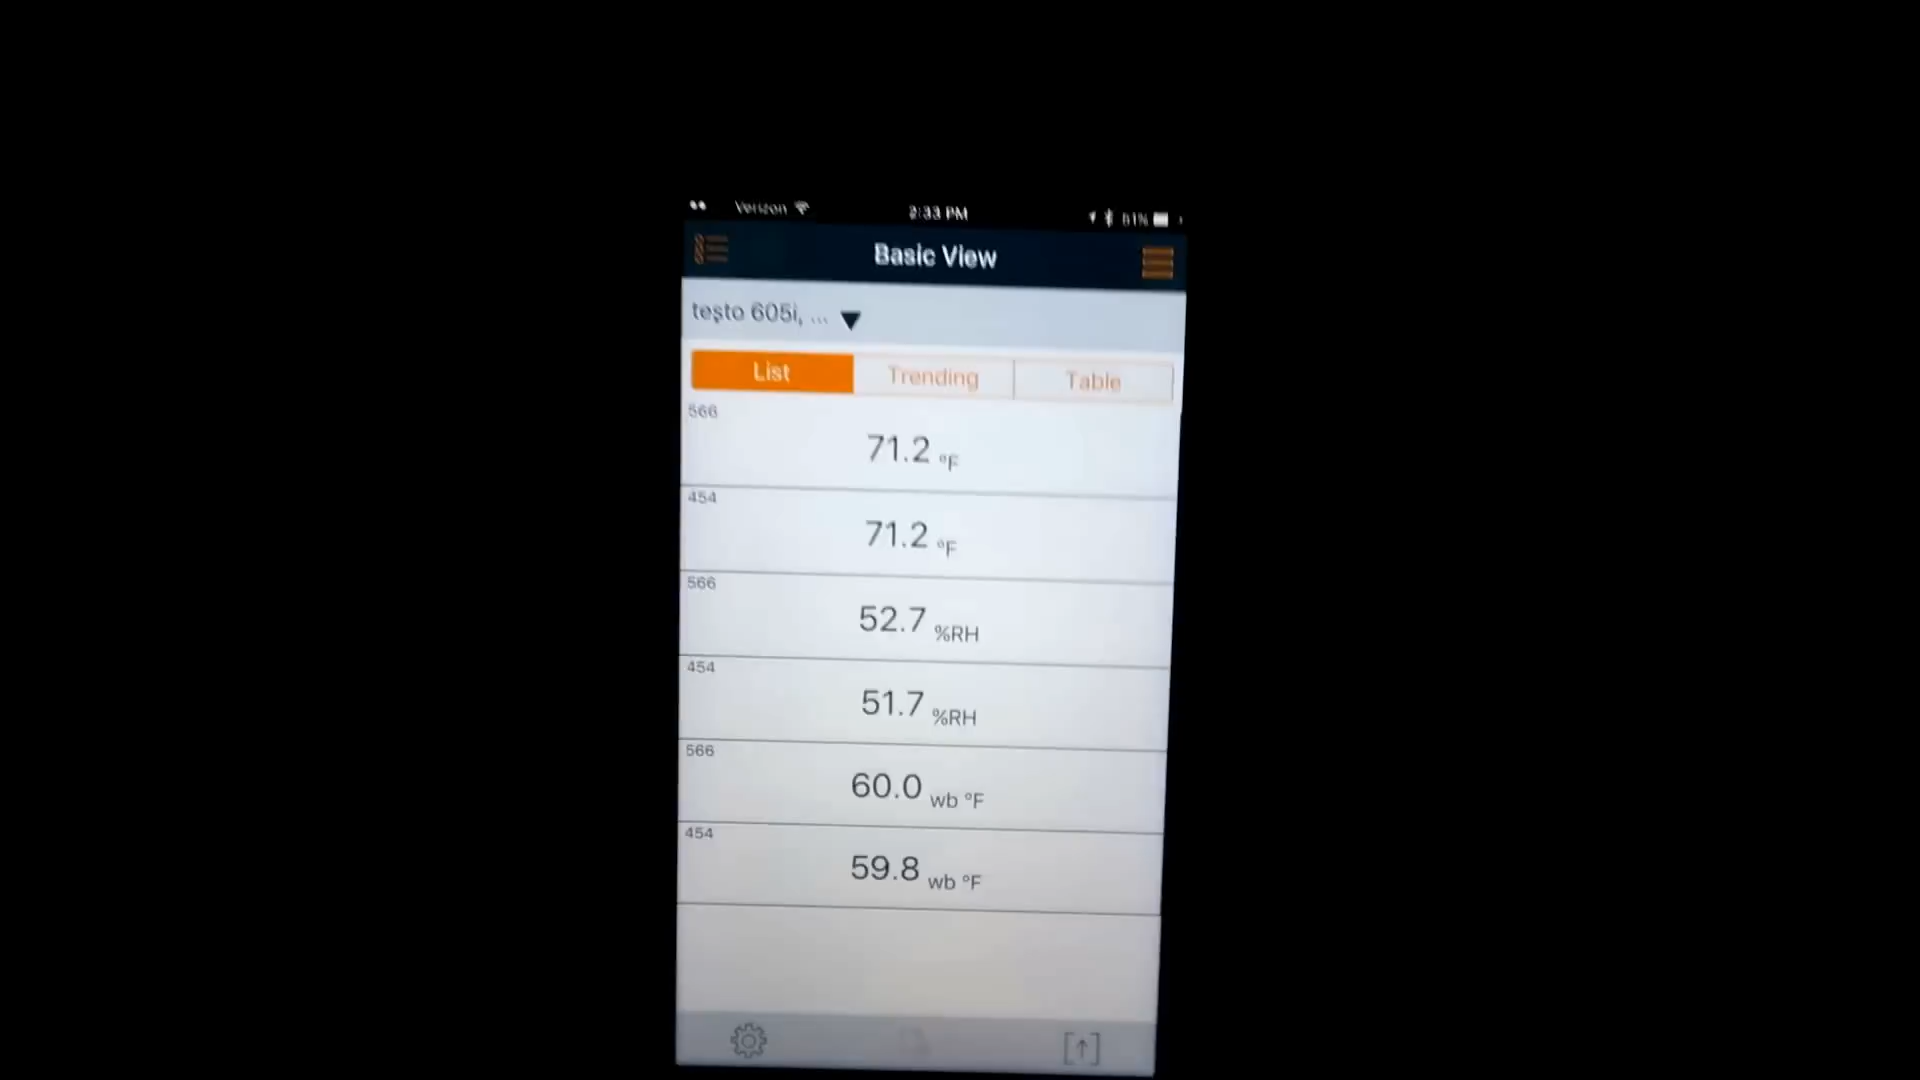 Verizon 2:33 PM 61%
Basic View
testo 605i, ...
List Trending Table
566
71.2 °F
454
71.2 °F
566
52.7 %RH
454
51.7 %RH
566
60.0 wb °F
454
59.8 wb °F